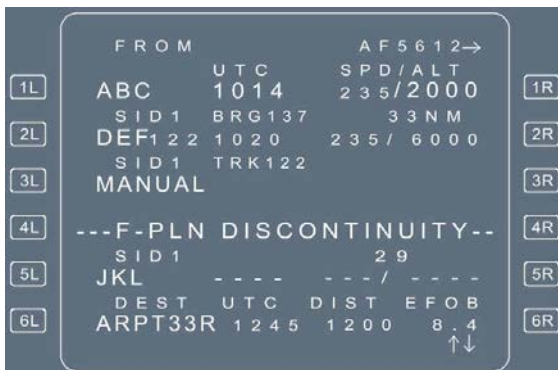 FROM AF5612→
UTC SPD/ALT
1L ABC 1014 235/2000 1R
SID1 BRG137 33NM
2L DEF122 1020 235/ 6000 2R
SID1 TRK122
3L MANUAL 3R
4L ---F-PLN DISCONTINUITY-- 4R
SID1 29
5L JKL ---- ---/ ---- 5R
DEST UTC DIST EFOB
6L ARPT33R 1245 1200 8.4 6R
↑↓